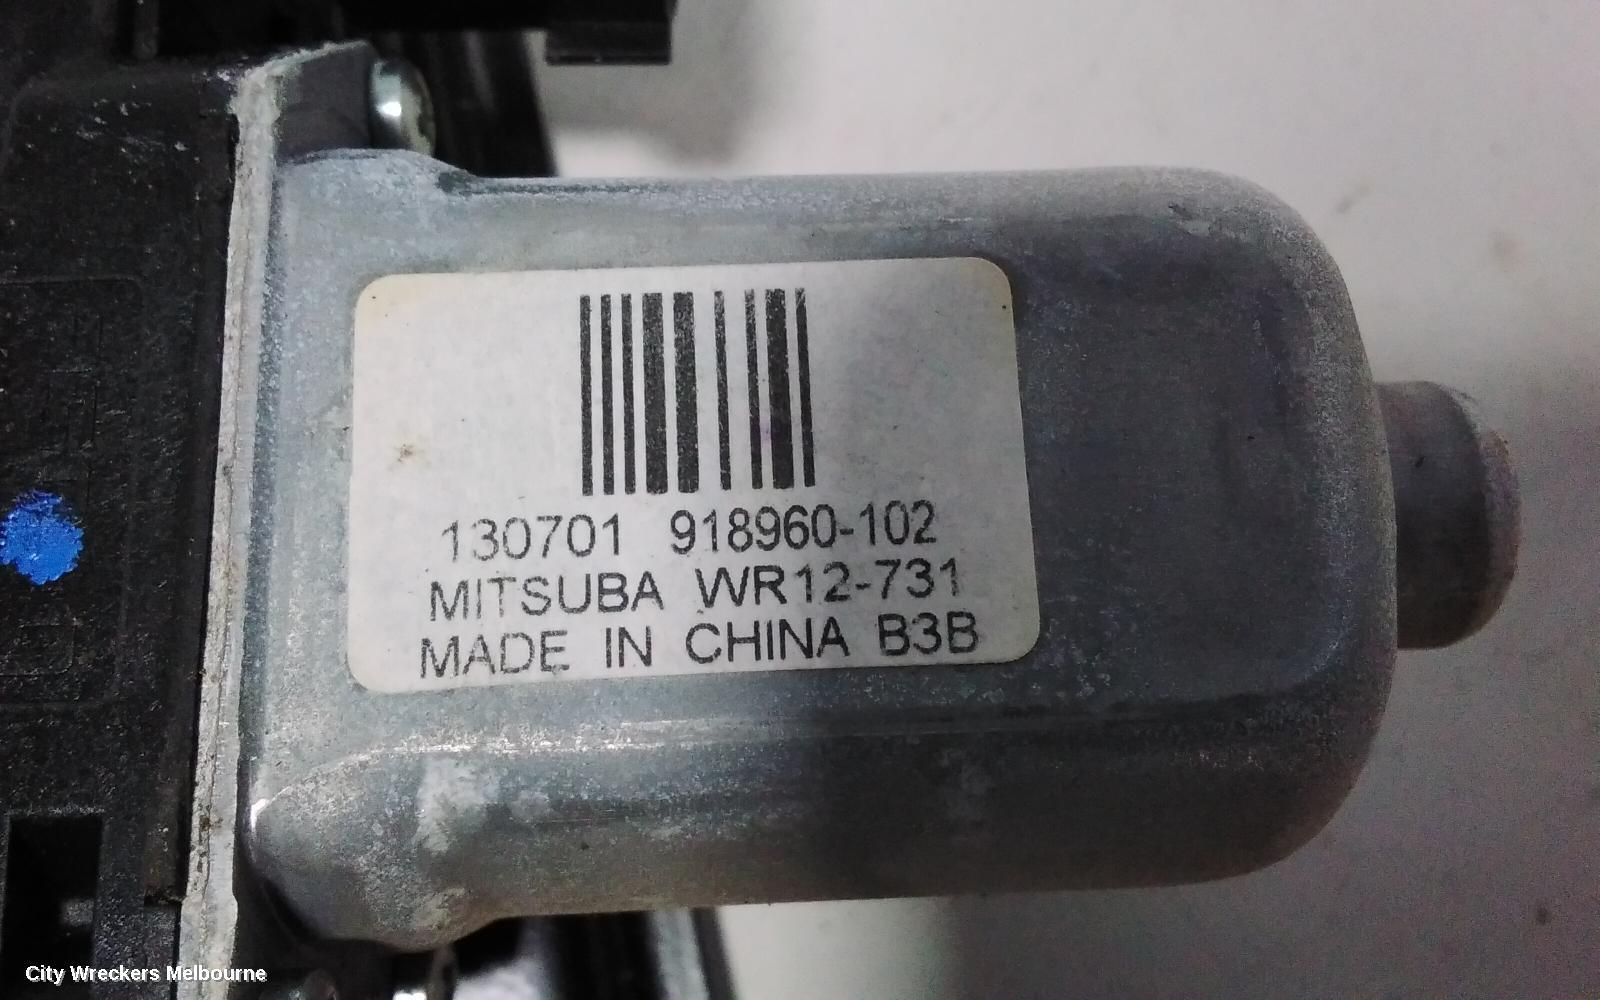 130701 918960-102
MITSUBA WR12-731
MADE IN CHINA B3B
City Wreckers Melbourne